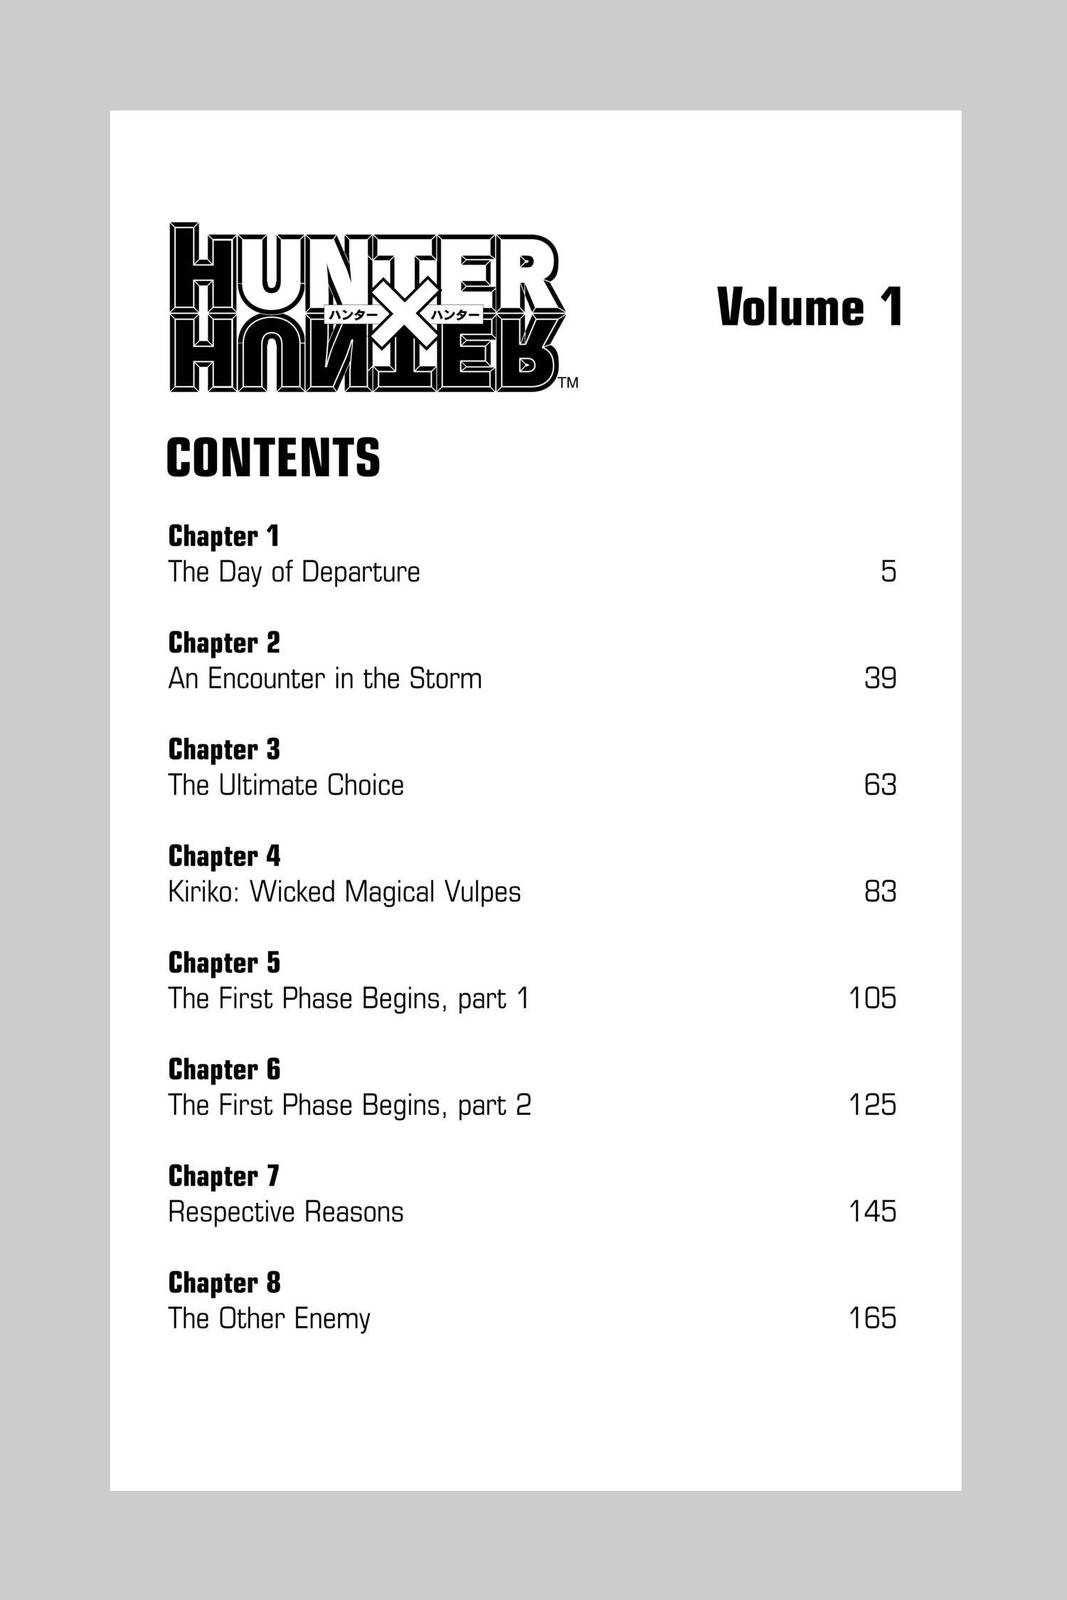 HUNTER
ハンター × ハンター
HUNTER
TM
Volume 1
CONTENTS
Chapter 1
The Day of Departure 5
Chapter 2
An Encounter in the Storm 39
Chapter 3
The Ultimate Choice 63
Chapter 4
Kiriko: Wicked Magical Vulpes 83
Chapter 5
The First Phase Begins, part 1 105
Chapter 6
The First Phase Begins, part 2 125
Chapter 7
Respective Reasons 145
Chapter 8
The Other Enemy 165